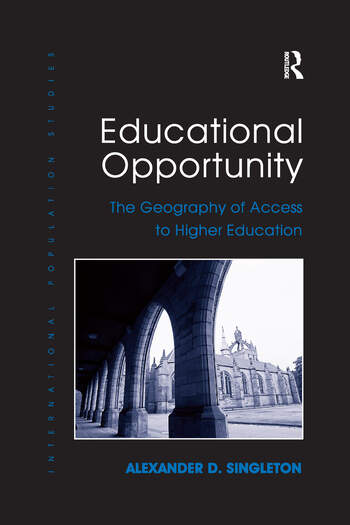 ROUTLEDGE
Educational
Opportunity
The Geography of Access
to Higher Education
INTERNATIONAL POPULATION STUDIES
ALEXANDER D. SINGLETON